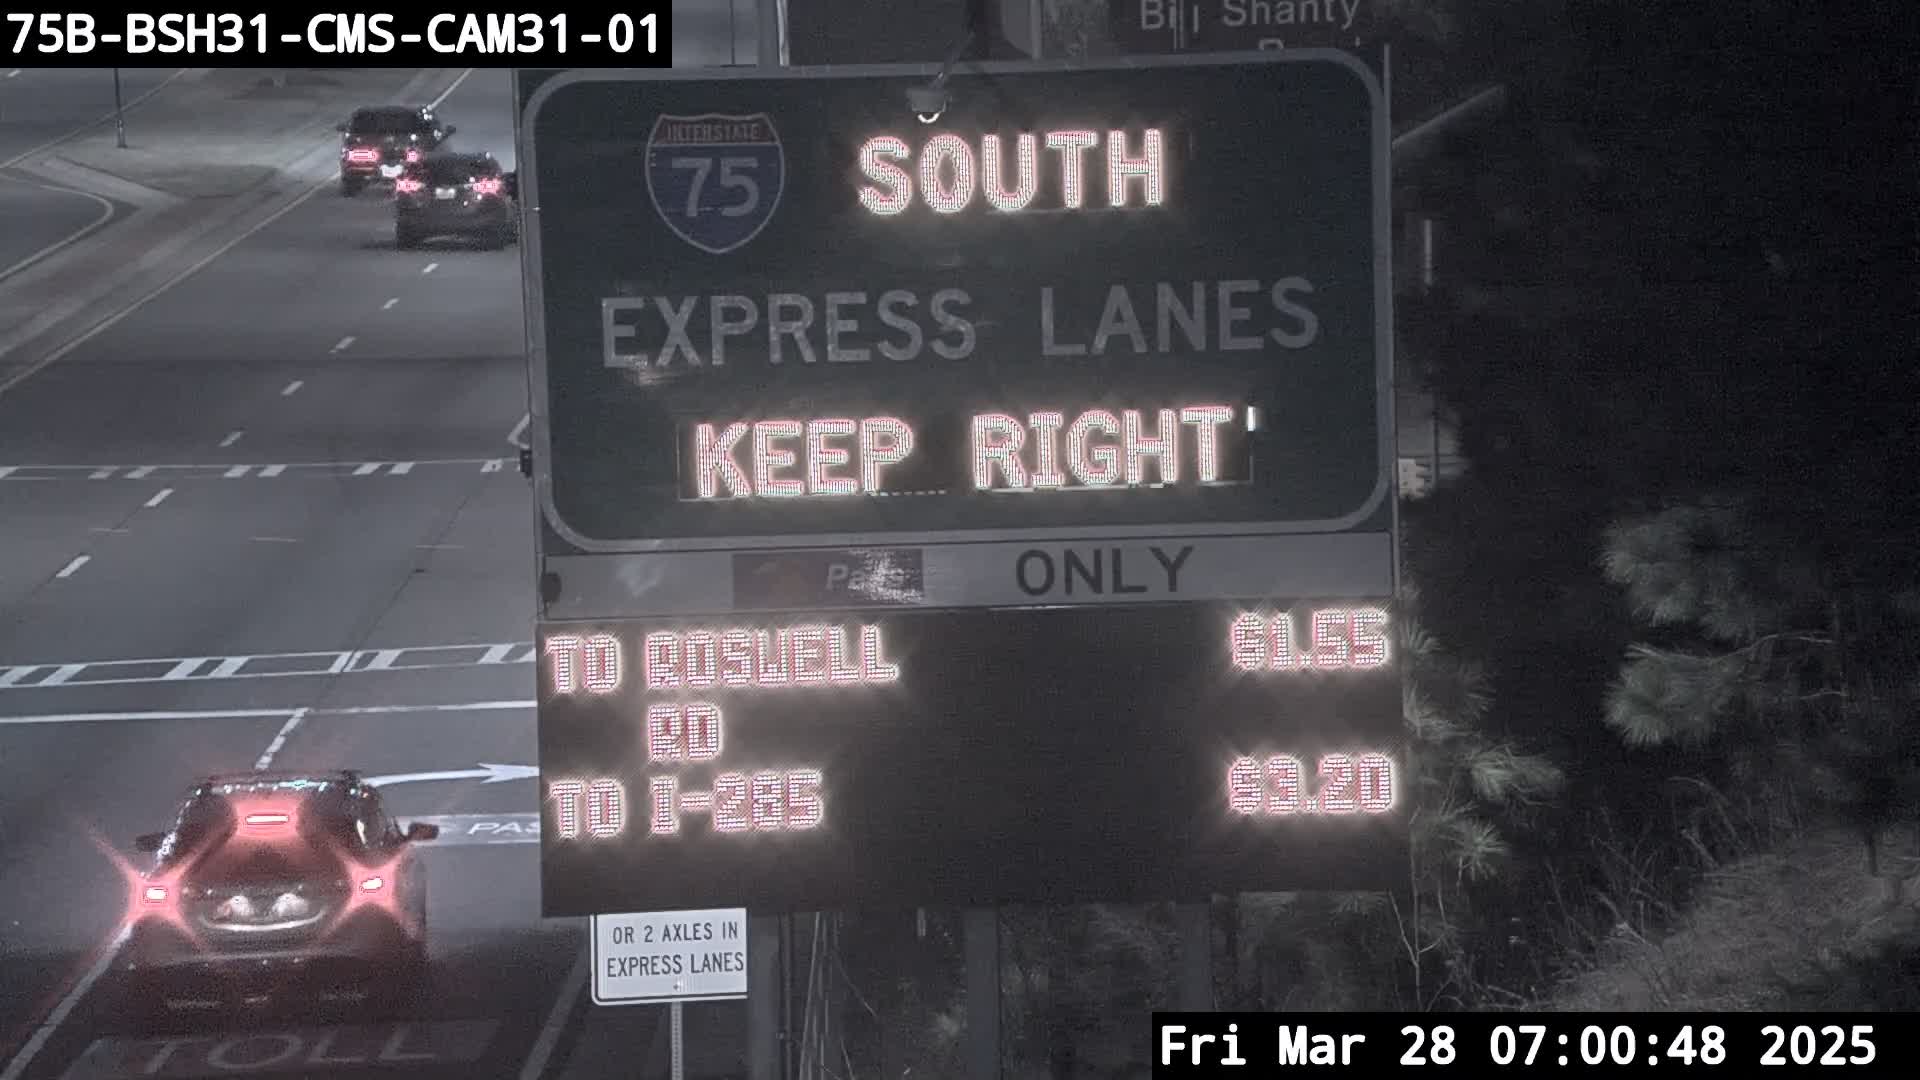 75B-BSH31-CMS-CAM31-01
Shanty
INTERSTATE
75
SOUTH
EXPRESS LANES
KEEP RIGHT
ONLY
TO ROSWELL $1.55
RD
TO I-285 $3.20
PAS
OR 2 AXLES IN
EXPRESS LANES
TOLL
Fri Mar 28 07:00:48 2025